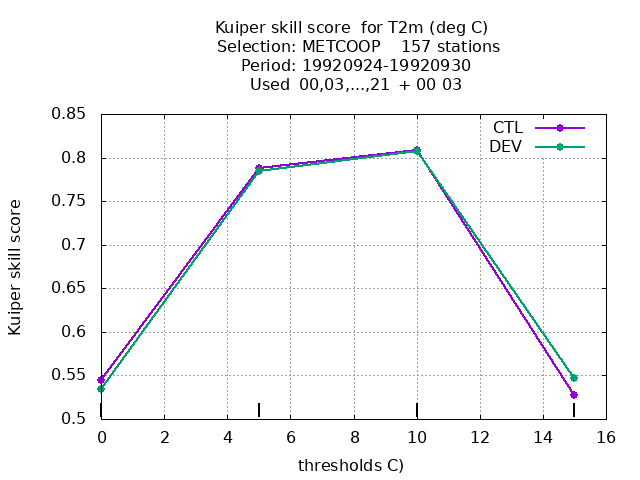 Kuiper skill score  for T2m (deg C)
Selection: METCOOP    157 stations
Period: 19920924-19920930
Used  00,03,...,21  + 00 03
0.85
0.8
0.75
0.7
0.65
0.6
0.55
0.5
Kuiper skill score
CTL
DEV
0 2 4 6 8 10 12 14 16
thresholds C)